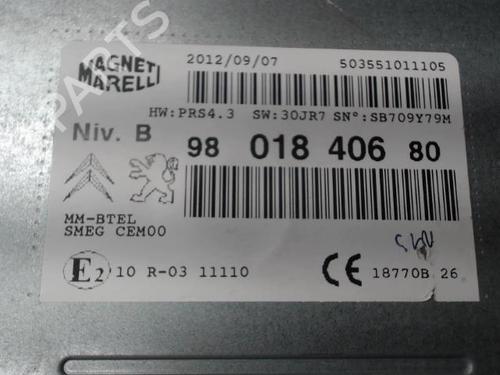 PARTS
MAGNETI
MARELLI
2012/09/07
503551011105
HW:PRS4.3 SW:30JR7 SN°:SB709Y79M
Niv. B
98 018 406 80
MM-BTEL
SMEG CEM00
E2 10 R-03 11110
CE 18770B 26